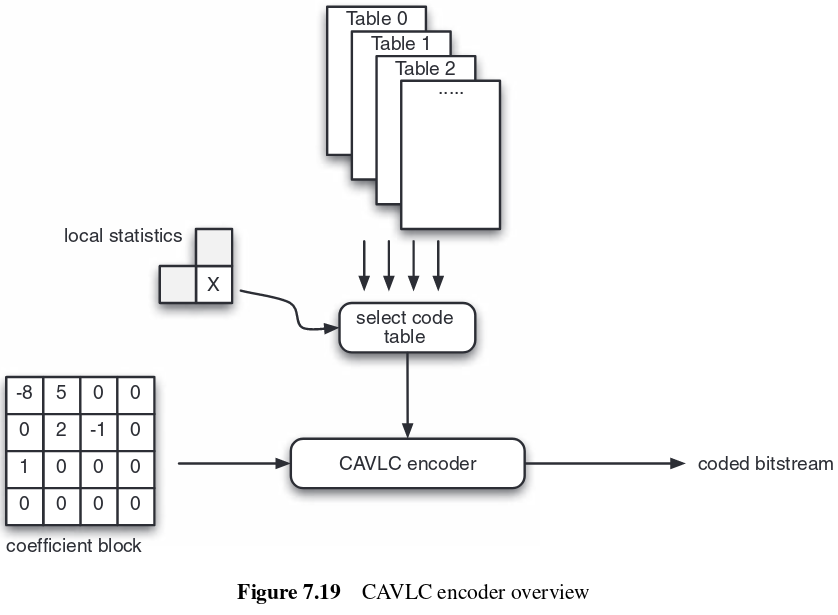 Table 0
Table 1
Table 2
.....
local statistics
X
select code
table
-8 5 0 0
0 2 -1 0
1 0 0 0
0 0 0 0
CAVLC encoder
coded bitstream
coefficient block
Figure 7.19 CAVLC encoder overview